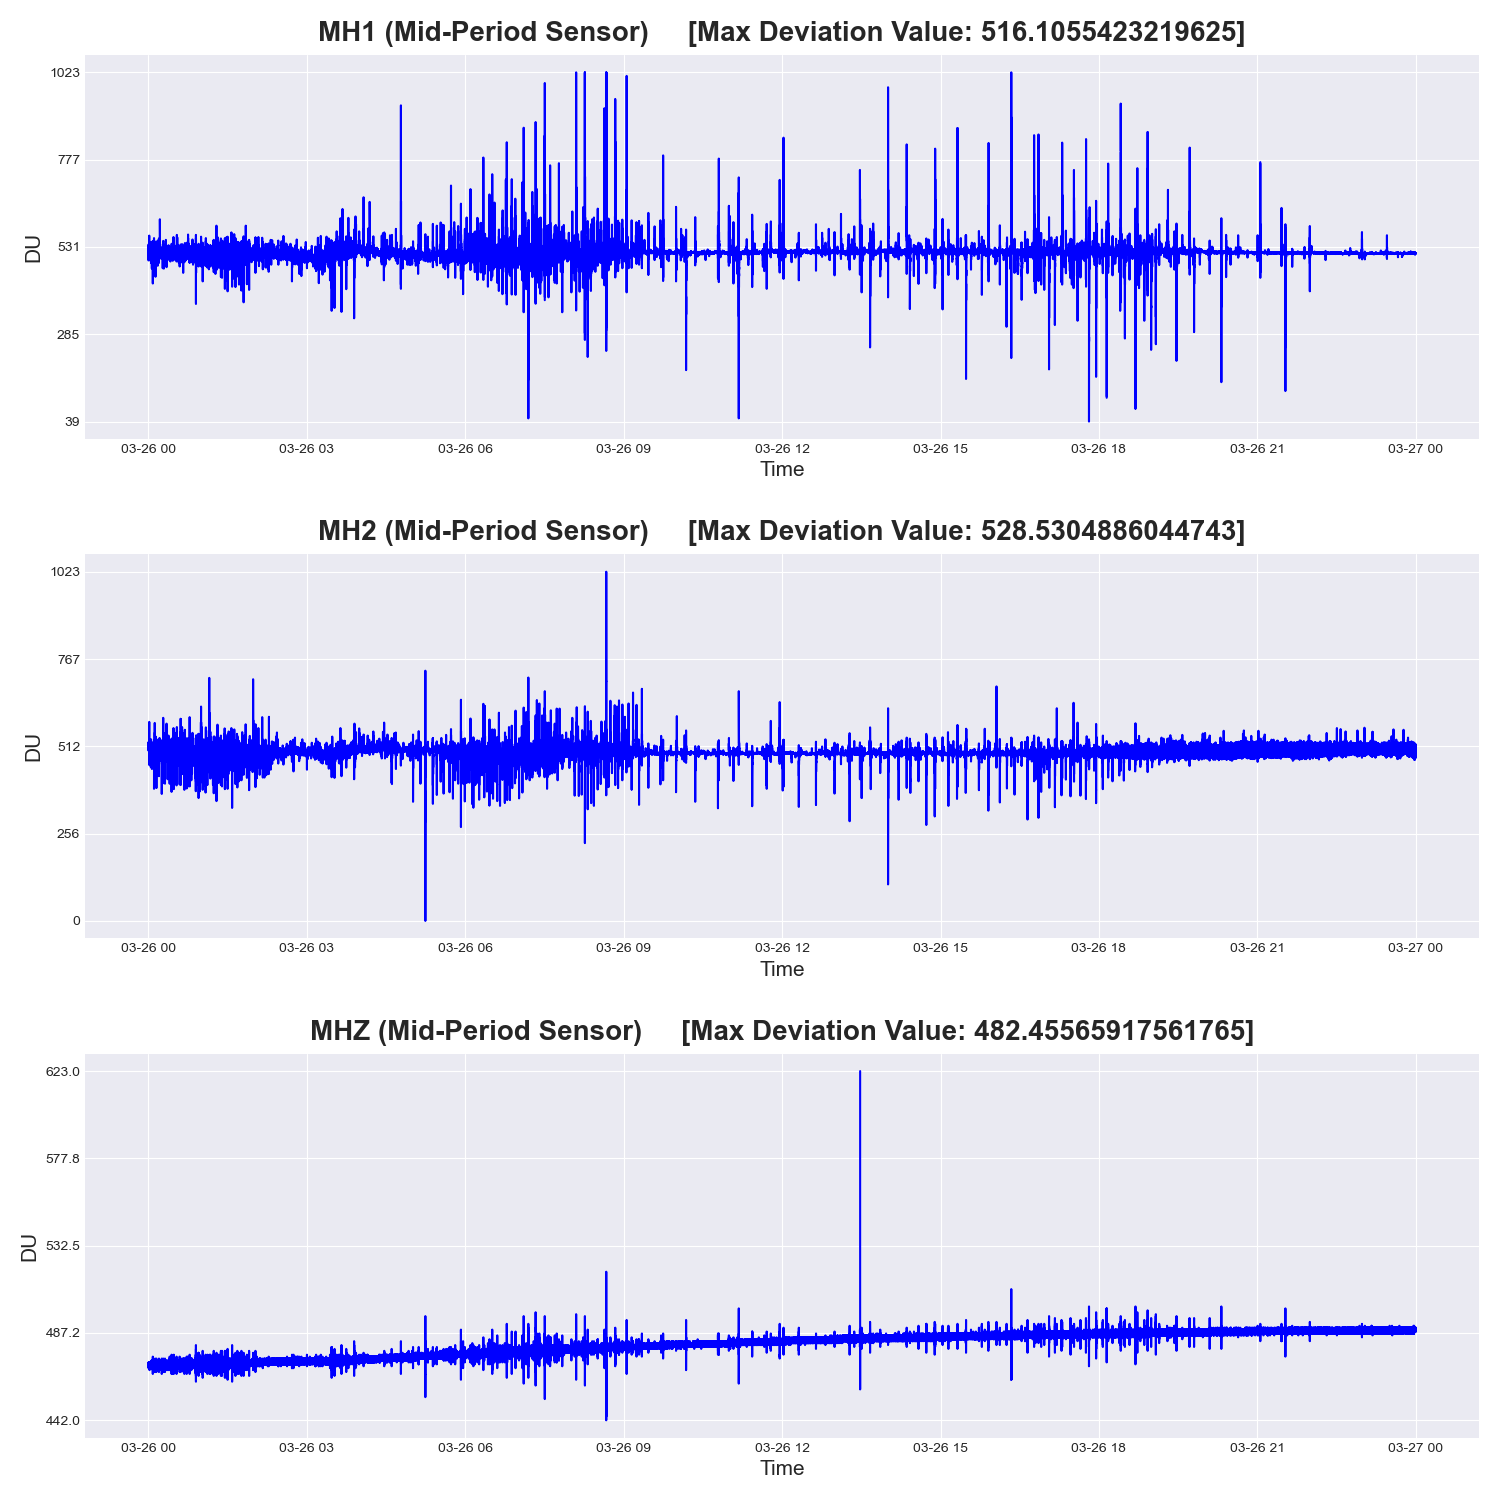 MH1 (Mid-Period Sensor) [Max Deviation Value: 516.1055423219625]
1023
777
531
285
39
DU
03-26 00 03-26 03 03-26 06 03-26 09 03-26 12 03-26 15 03-26 18 03-26 21 03-27 00
Time
MH2 (Mid-Period Sensor) [Max Deviation Value: 528.5304886044743]
1023
767
512
256
0
DU
03-26 00 03-26 03 03-26 06 03-26 09 03-26 12 03-26 15 03-26 18 03-26 21 03-27 00
Time
MHZ (Mid-Period Sensor) [Max Deviation Value: 482.45565917561765]
623.0
577.8
532.5
487.2
442.0
DU
03-26 00 03-26 03 03-26 06 03-26 09 03-26 12 03-26 15 03-26 18 03-26 21 03-27 00
Time